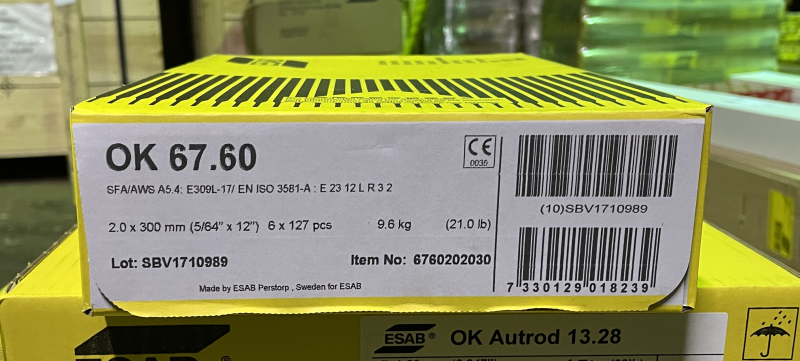 OK 67.60
CE
0035
SFA/AWS A5.4: E309L-17/ EN ISO 3581-A : E 23 12 L R 3 2
(10)SBV1710989
2.0 x 300 mm (5/64" x 12") 6 x 127 pcs 9.6 kg (21.0 lb)
Lot: SBV1710989 Item No: 6760202030
Made by ESAB Perstorp , Sweden for ESAB
7 330129 018239
ESAB OK Autrod 13.28